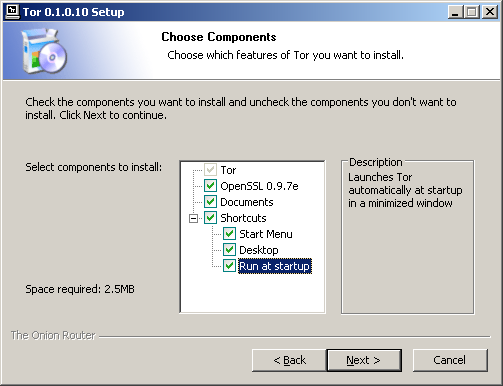 Tor 0.1.0.10 Setup
Choose Components
Choose which features of Tor you want to install.
Check the components you want to install and uncheck the components you don't want to
install. Click Next to continue.
Select components to install:
Tor
OpenSSL 0.9.7e
Documents
Shortcuts
Start Menu
Desktop
Run at startup
Description
Launches Tor
automatically at startup
in a minimized window
Space required: 2.5MB
The Onion Router
< Back
Next >
Cancel